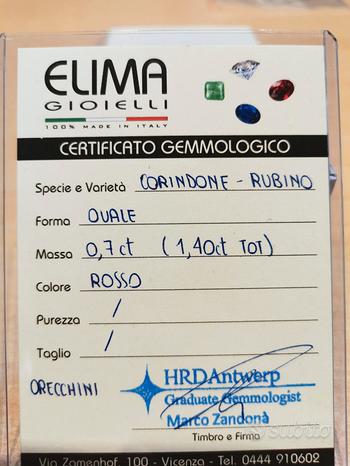 ELIMA
GIOIELLI
100% MADE IN ITALY
CERTIFICATO GEMMOLOGICO
Specie e Varietà CORINDONE - RUBINO
Forma OVALE
Massa 0,7 ct (1,40ct TOT)
Colore ROSSO
Purezza /
Taglio /
ORECCHINI
HRDAntwerp
Graduate Gemmologist
Marco Zandonà
Timbro e Firma
subito
Via Zamenhof, 100 - Vicenza - Tel. 0444 910602